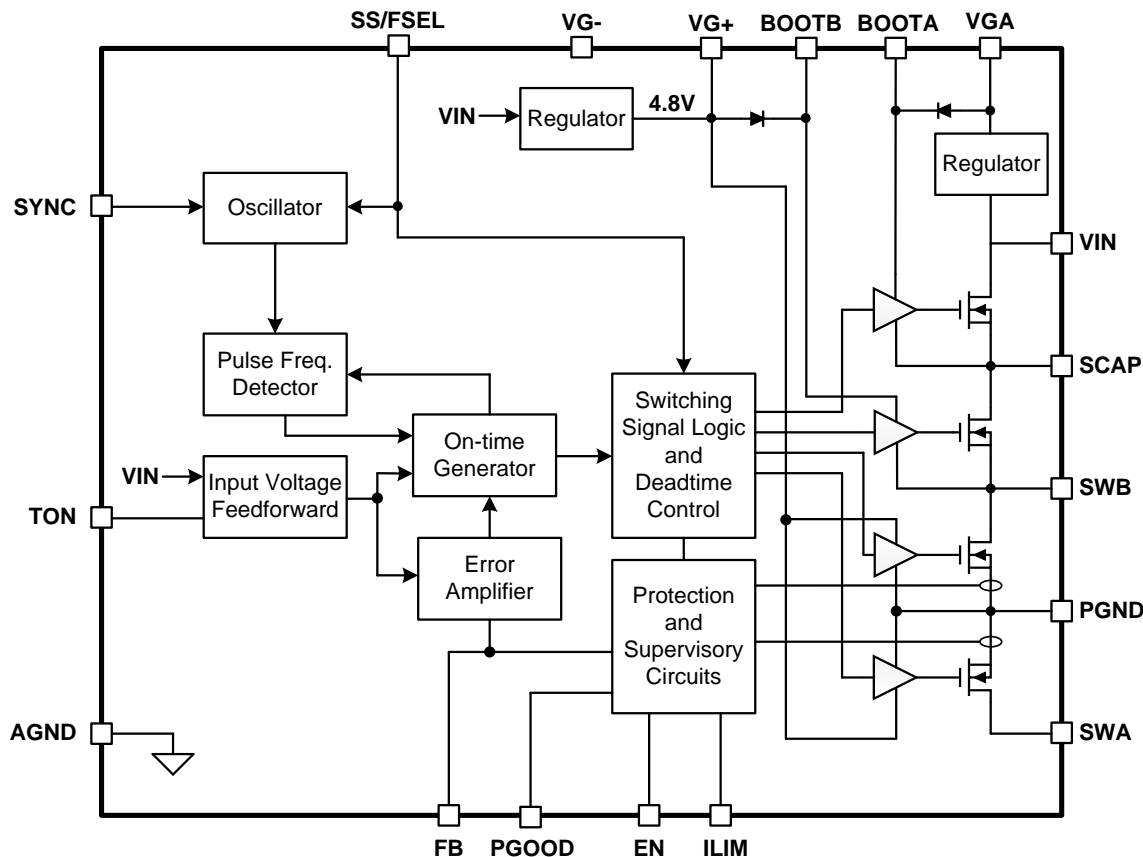 SS/FSEL
VG-
VG+
BOOTB
BOOTA
VGA
VIN
Regulator
4.8V
Regulator
SYNC
Oscillator
VIN
SCAP
Pulse Freq.
Detector
On-time
Generator
Switching
Signal Logic
and
Deadtime
Control
VIN
Input Voltage
Feedforward
TON
SWB
Error
Amplifier
Protection
and
Supervisory
Circuits
PGND
AGND
SWA
FB
PGOOD
EN
ILIM